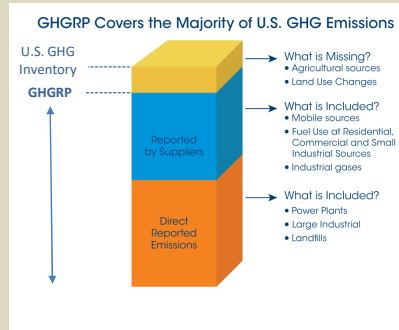 GHGRP Covers the Majority of U.S. GHG Emissions
U.S. GHG
Inventory
GHGRP
Reported
by Suppliers
Direct
Reported
Emissions
What is Missing?
• Agricultural sources
• Land Use Changes
What is Included?
• Mobile sources
• Fuel Use at Residential,
Commercial and Small
Industrial Sources
• Industrial gases
What is Included?
• Power Plants
• Large Industrial
• Landfills